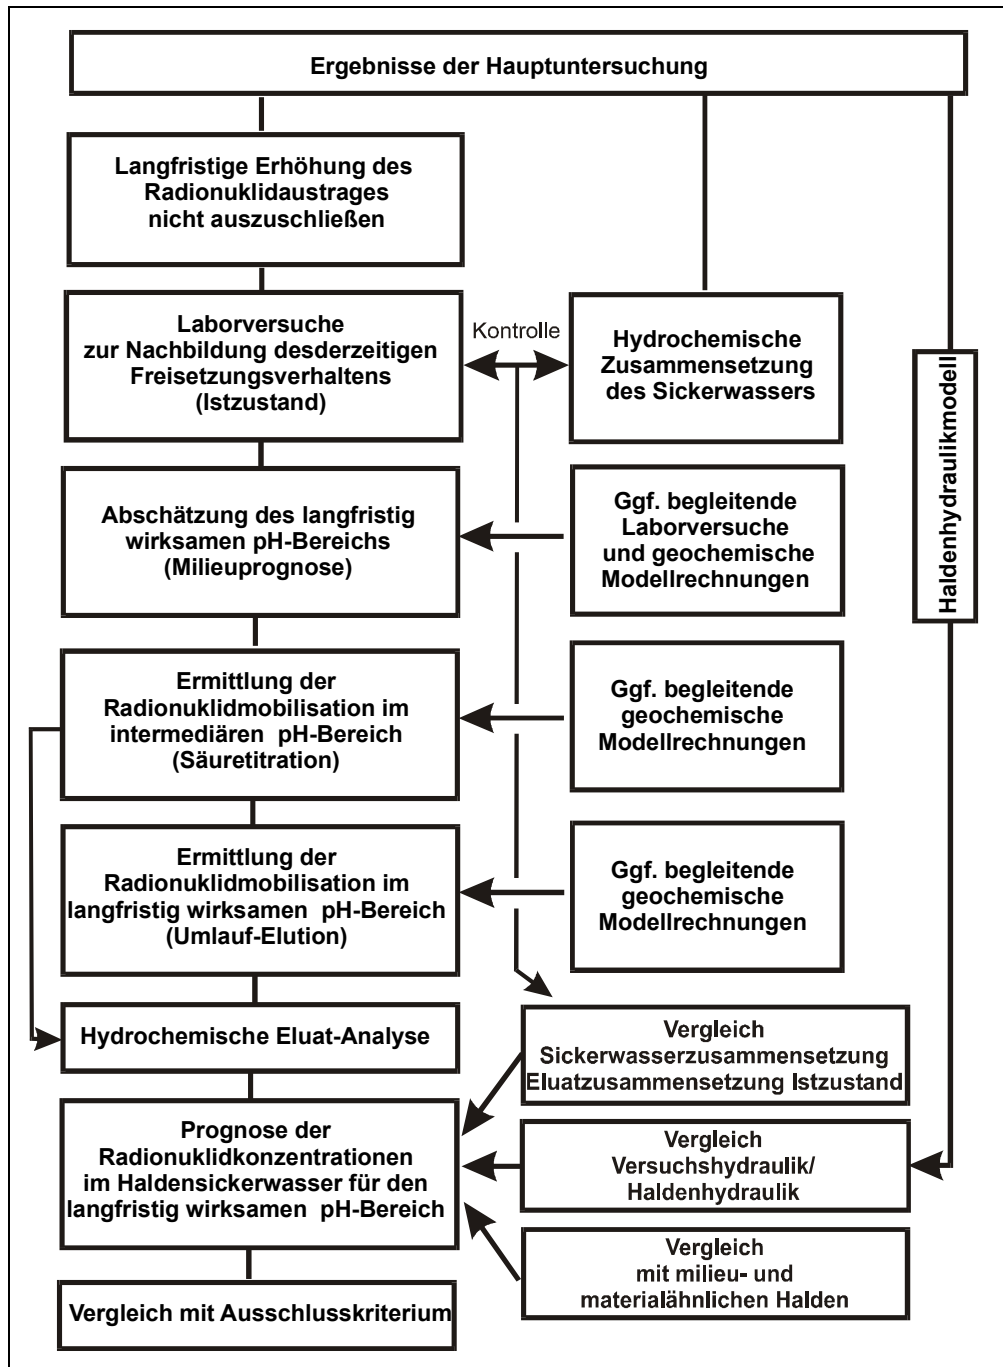 Ergebnisse der Hauptuntersuchung
Langfristige Erhöhung des
Radionuklidaustrages
nicht auszuschließen
Laborversuche
zur Nachbildung desderzeitigen
Freisetzungsverhaltens
(Istzustand)
Kontrolle
Hydrochemische
Zusammensetzung
des Sickerwassers
Haldenhydraulikmodell
Abschätzung des langfristig
wirksamen pH-Bereichs
(Milieuprognose)
Ggf. begleitende
Laborversuche
und geochemische
Modellrechnungen
Ermittlung der
Radionuklidmobilisation im
intermediären pH-Bereich
(Säuretitration)
Ggf. begleitende
geochemische
Modellrechnungen
Ermittlung der
Radionuklidmobilisation im
langfristig wirksamen pH-Bereich
(Umlauf-Elution)
Ggf. begleitende
geochemische
Modellrechnungen
Hydrochemische Eluat-Analyse
Vergleich
Sickerwasserzusammensetzung
Eluatzusammensetzung Istzustand
Prognose der
Radionuklidkonzentrationen
im Haldensickerwasser für den
langfristig wirksamen pH-Bereich
Vergleich
Versuchshydraulik/
Haldenhydraulik
Vergleich
mit milieu- und
materialähnlichen Halden
Vergleich mit Ausschlusskriterium